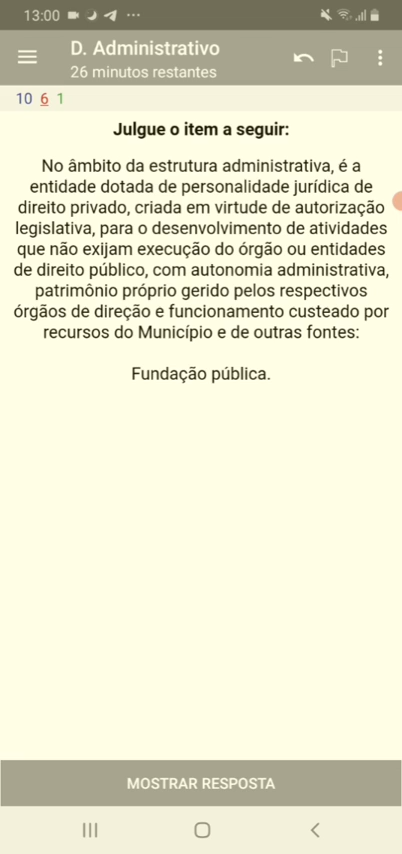 13:00
D. Administrativo
26 minutos restantes
10 6 1
Julgue o item a seguir:
No âmbito da estrutura administrativa, é a
entidade dotada de personalidade jurídica de
direito privado, criada em virtude de autorização
legislativa, para o desenvolvimento de atividades
que não exijam execução do órgão ou entidades
de direito público, com autonomia administrativa,
patrimônio próprio gerido pelos respectivos
órgãos de direção e funcionamento custeado por
recursos do Município e de outras fontes:
Fundação pública.
MOSTRAR RESPOSTA